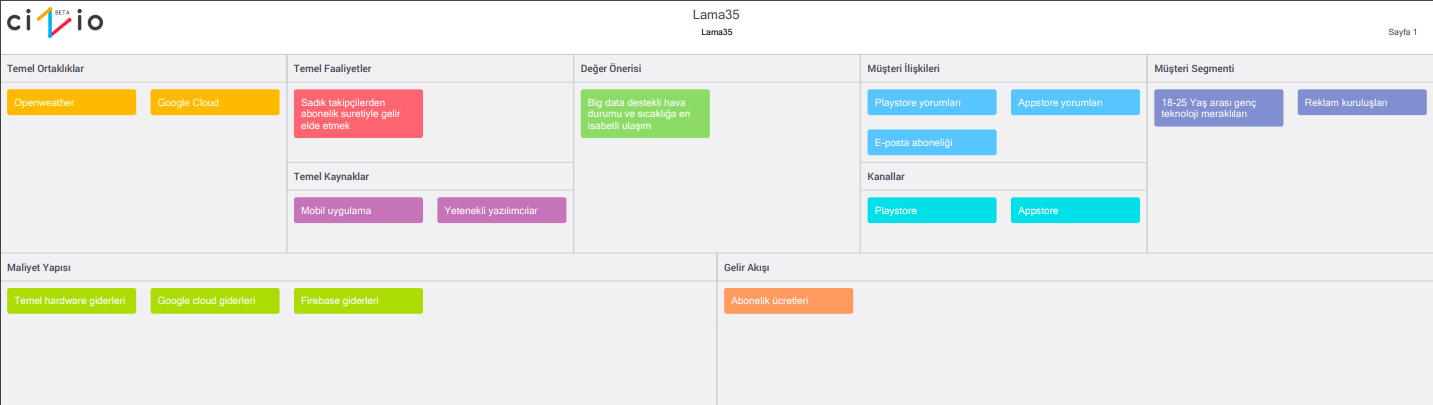 cizio
BETA
Lama35
Lama35
Sayfa 1
Temel Ortaklıklar
Openweather
Google Cloud
Temel Faaliyetler
Sadık takipçilerden
abonelik suretiyle gelir
elde etmek
Temel Kaynaklar
Mobil uygulama
Yetenekli yazılımcılar
Değer Önerisi
Big data destekli hava
durumu ve sıcaklığa en
isabetli ulaşım
Müşteri İlişkileri
Playstore yorumları
Appstore yorumları
E-posta aboneliği
Kanallar
Playstore
Appstore
Müşteri Segmenti
18-25 Yaş arası genç
teknoloji meraklıları
Reklam kuruluşları
Maliyet Yapısı
Temel hardware giderleri
Google cloud giderleri
Firebase giderleri
Gelir Akışı
Abonelik ücretleri